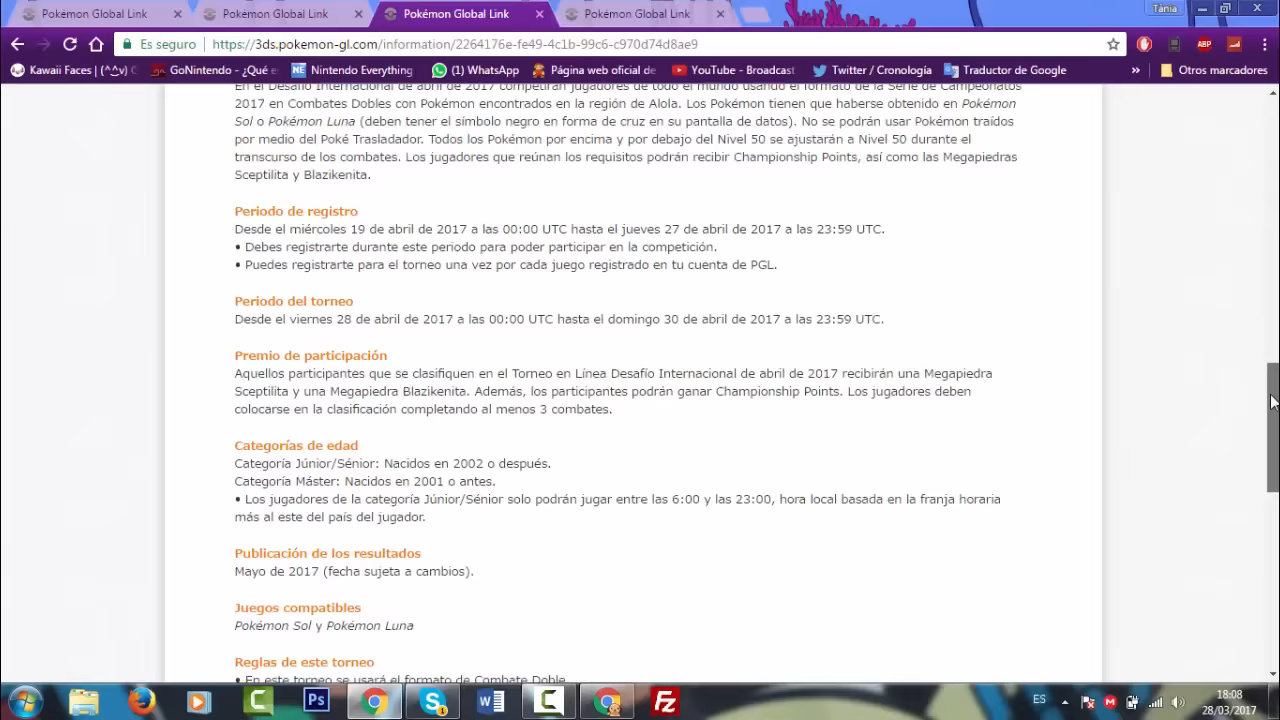 Pokémon Global Link
Pokémon Global Link
Pokémon Global Link
Pokémon Global Link
Tània
Es seguro
https://3ds.pokemon-gl.com/information/2264176e-fe49-4c1b-99c6-c970d74d8ae9
ABP
Kawaii Faces | (^_^v)
GoNintendo - ¿Qué e
Nintendo Everything
(1) WhatsApp
Página web oficial de
YouTube - Broadcast
Twitter / Cronología
Traductor de Google
»
Otros marcadores
En el Desafío Internacional de abril de 2017 competirán jugadores de todo el mundo usando el formato de la Serie de Campeonatos
2017 en Combates Dobles con Pokémon encontrados en la región de Alola. Los Pokémon tienen que haberse obtenido en Pokémon
Sol o Pokémon Luna (deben tener el símbolo negro en forma de cruz en su pantalla de datos). No se podrán usar Pokémon traídos
por medio del Poké Trasladador. Todos los Pokémon por encima y por debajo del Nivel 50 se ajustarán a Nivel 50 durante el
transcurso de los combates. Los jugadores que reúnan los requisitos podrán recibir Championship Points, así como las Megapiedras
Sceptilita y Blazikenita.
Periodo de registro
Desde el miércoles 19 de abril de 2017 a las 00:00 UTC hasta el jueves 27 de abril de 2017 a las 23:59 UTC.
• Debes registrarte durante este periodo para poder participar en la competición.
• Puedes registrarte para el torneo una vez por cada juego registrado en tu cuenta de PGL.
Periodo del torneo
Desde el viernes 28 de abril de 2017 a las 00:00 UTC hasta el domingo 30 de abril de 2017 a las 23:59 UTC.
Premio de participación
Aquellos participantes que se clasifiquen en el Torneo en Línea Desafío Internacional de abril de 2017 recibirán una Megapiedra
Sceptilita y una Megapiedra Blazikenita. Además, los participantes podrán ganar Championship Points. Los jugadores deben
colocarse en la clasificación completando al menos 3 combates.
Categorías de edad
Categoría Júnior/Sénior: Nacidos en 2002 o después.
Categoría Máster: Nacidos en 2001 o antes.
• Los jugadores de la categoría Júnior/Sénior solo podrán jugar entre las 6:00 y las 23:00, hora local basada en la franja horaria
más al este del país del jugador.
Publicación de los resultados
Mayo de 2017 (fecha sujeta a cambios).
Juegos compatibles
Pokémon Sol y Pokémon Luna
Reglas de este torneo
• En este torneo se usará el formato de Combate Doble.
ES
18:08
28/03/2017